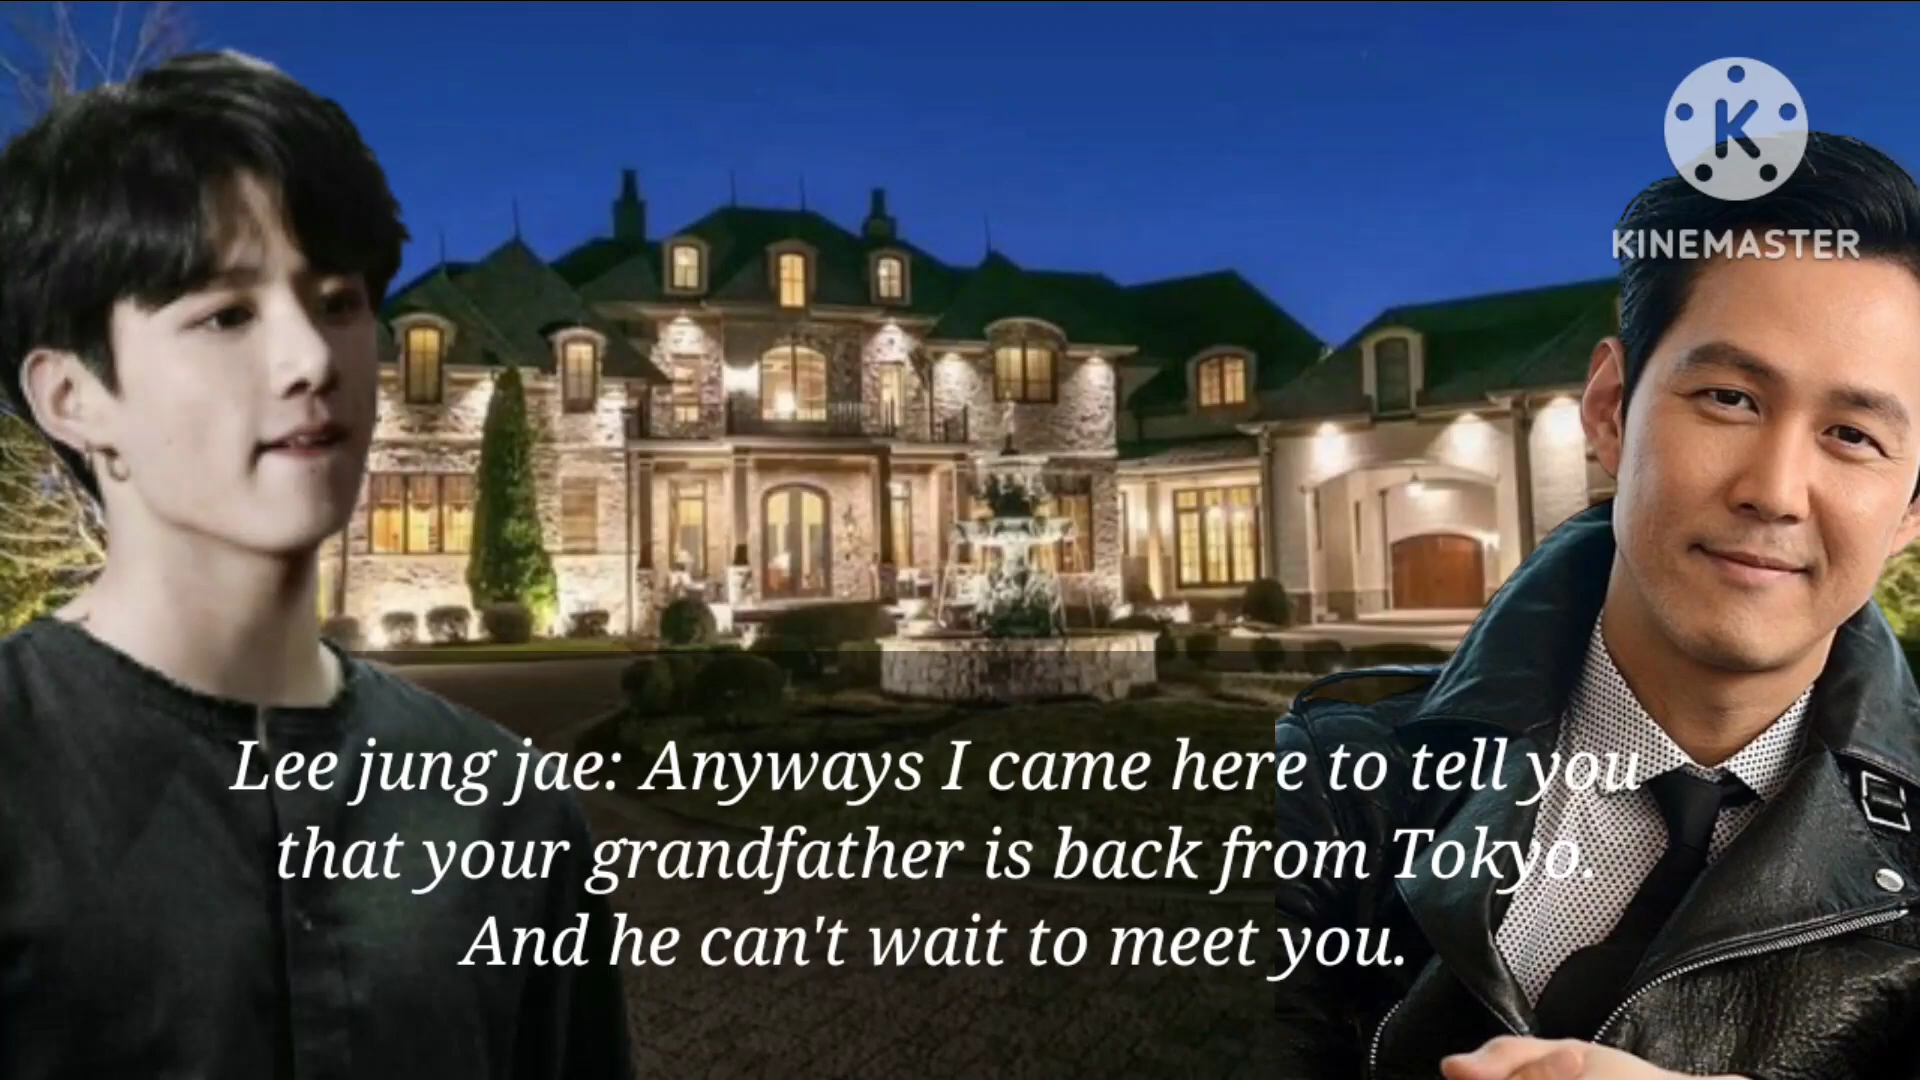 K
KINEMASTER
Lee jung jae: Anyways I came here to tell you
that your grandfather is back from Tokyo.
And he can't wait to meet you.